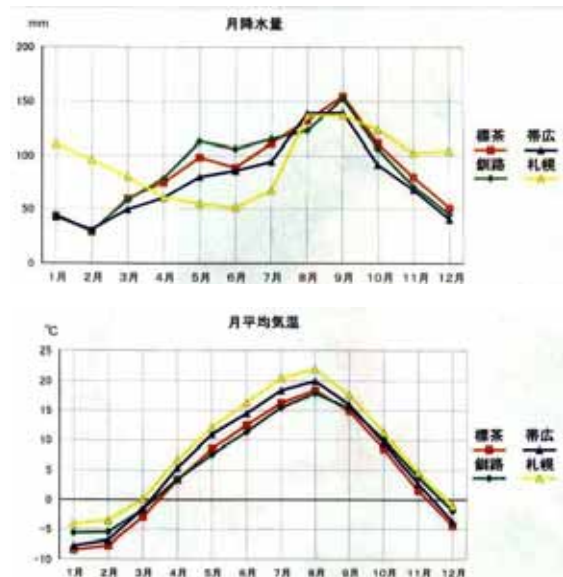 mm 月降水量
200
150
100
50
0
標茶 帯広
釧路 札幌
1月 2月 3月 4月 5月 6月 7月 8月 9月 10月 11月 12月
℃ 月平均気温
25
20
15
10
5
0
-5
-10
標茶 帯広
釧路 札幌
1月 2月 3月 4月 5月 6月 7月 8月 9月 10月 11月 12月